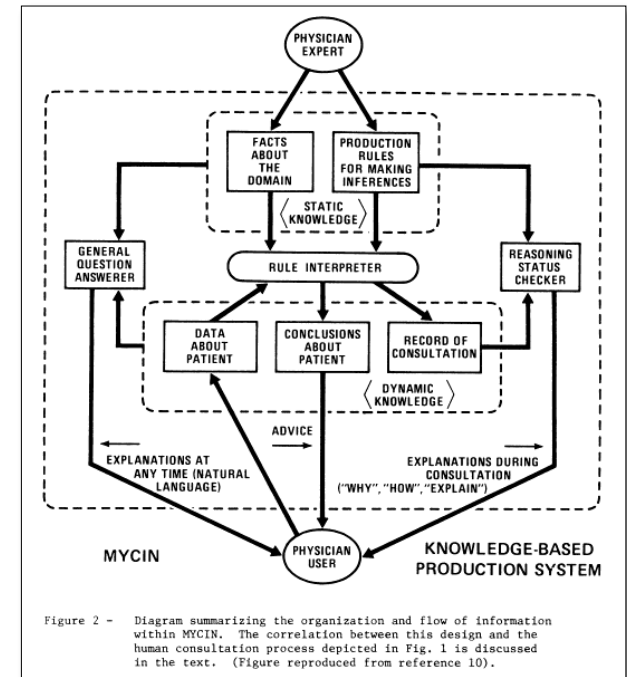 PHYSICIAN
EXPERT
FACTS
ABOUT
THE
DOMAIN
PRODUCTION
RULES
FOR MAKING
INFERENCES
STATIC
KNOWLEDGE
GENERAL
QUESTION
ANSWERER
RULE INTERPRETER
REASONING
STATUS
CHECKER
DATA
ABOUT
PATIENT
CONCLUSIONS
ABOUT
PATIENT
RECORD
OF
CONSULTATION
DYNAMIC
KNOWLEDGE
ADVICE
EXPLANATIONS AT
ANY TIME (NATURAL
LANGUAGE)
EXPLANATIONS DURING
CONSULTATION
("WHY", "HOW", "EXPLAIN")
PHYSICIAN
USER
MYCIN
KNOWLEDGE-BASED
PRODUCTION SYSTEM
Figure 2 - Diagram summarizing the organization and flow of information
within MYCIN. The correlation between this design and the
human consultation process depicted in Fig. 1 is discussed
in the text. (Figure reproduced from reference 10).